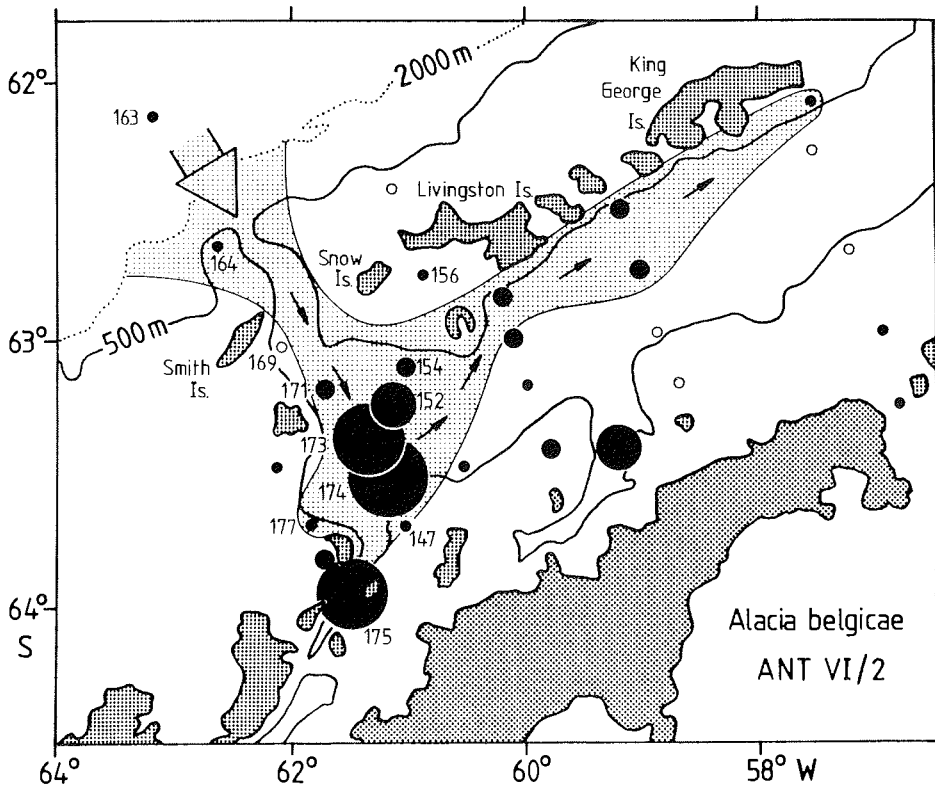 2000 m
King
George
Is.
62°
163
Livingston Is.
164
Snow
Is.
156
500 m
63°
Smith
Is.
169
154
171
152
173
174
177
147
64°
S
175
Alacia belgicae
ANT VI/2
64°
62°
60°
58° W